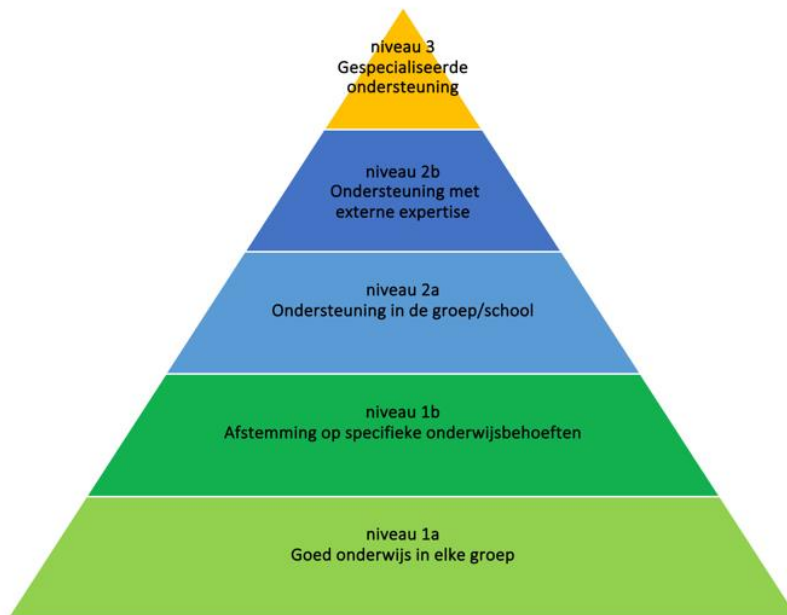 niveau 3
Gespecialiseerde
ondersteuning
niveau 2b
Ondersteuning met
externe expertise
niveau 2a
Ondersteuning in de groep/school
niveau 1b
Afstemming op specifieke onderwijsbehoeften
niveau 1a
Goed onderwijs in elke groep